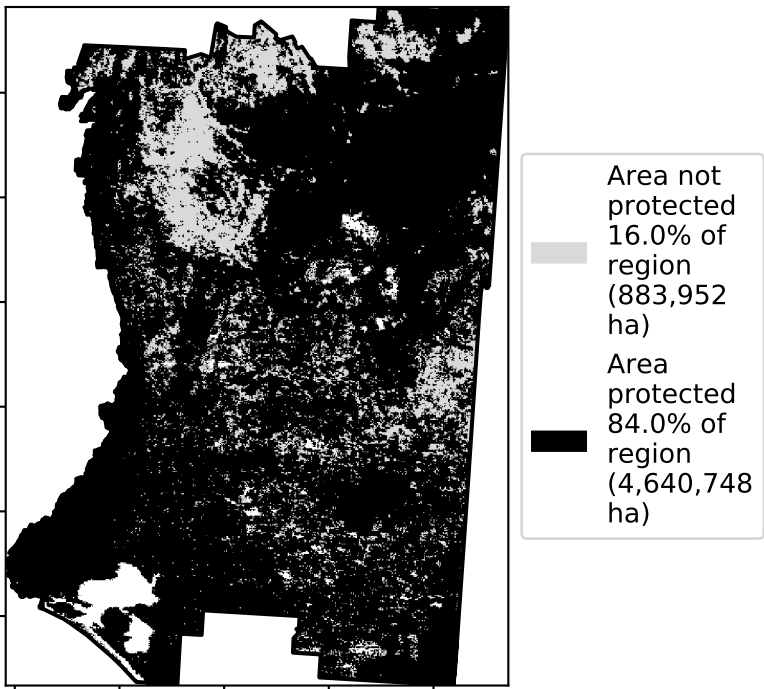 Area not
protected
16.0% of
region
(883,952
ha)
Area
protected
84.0% of
region
(4,640,748
ha)